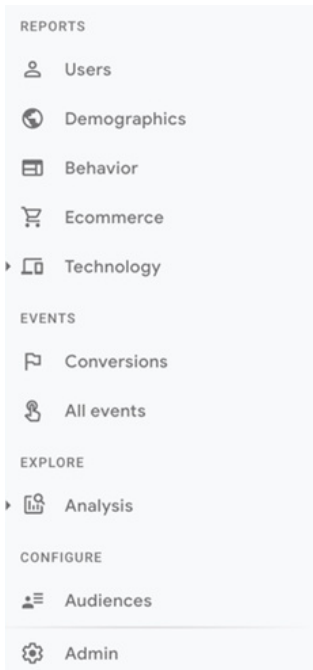 REPORTS
Users
Demographics
Behavior
Ecommerce
Technology
EVENTS
Conversions
All events
EXPLORE
Analysis
CONFIGURE
Audiences
Admin